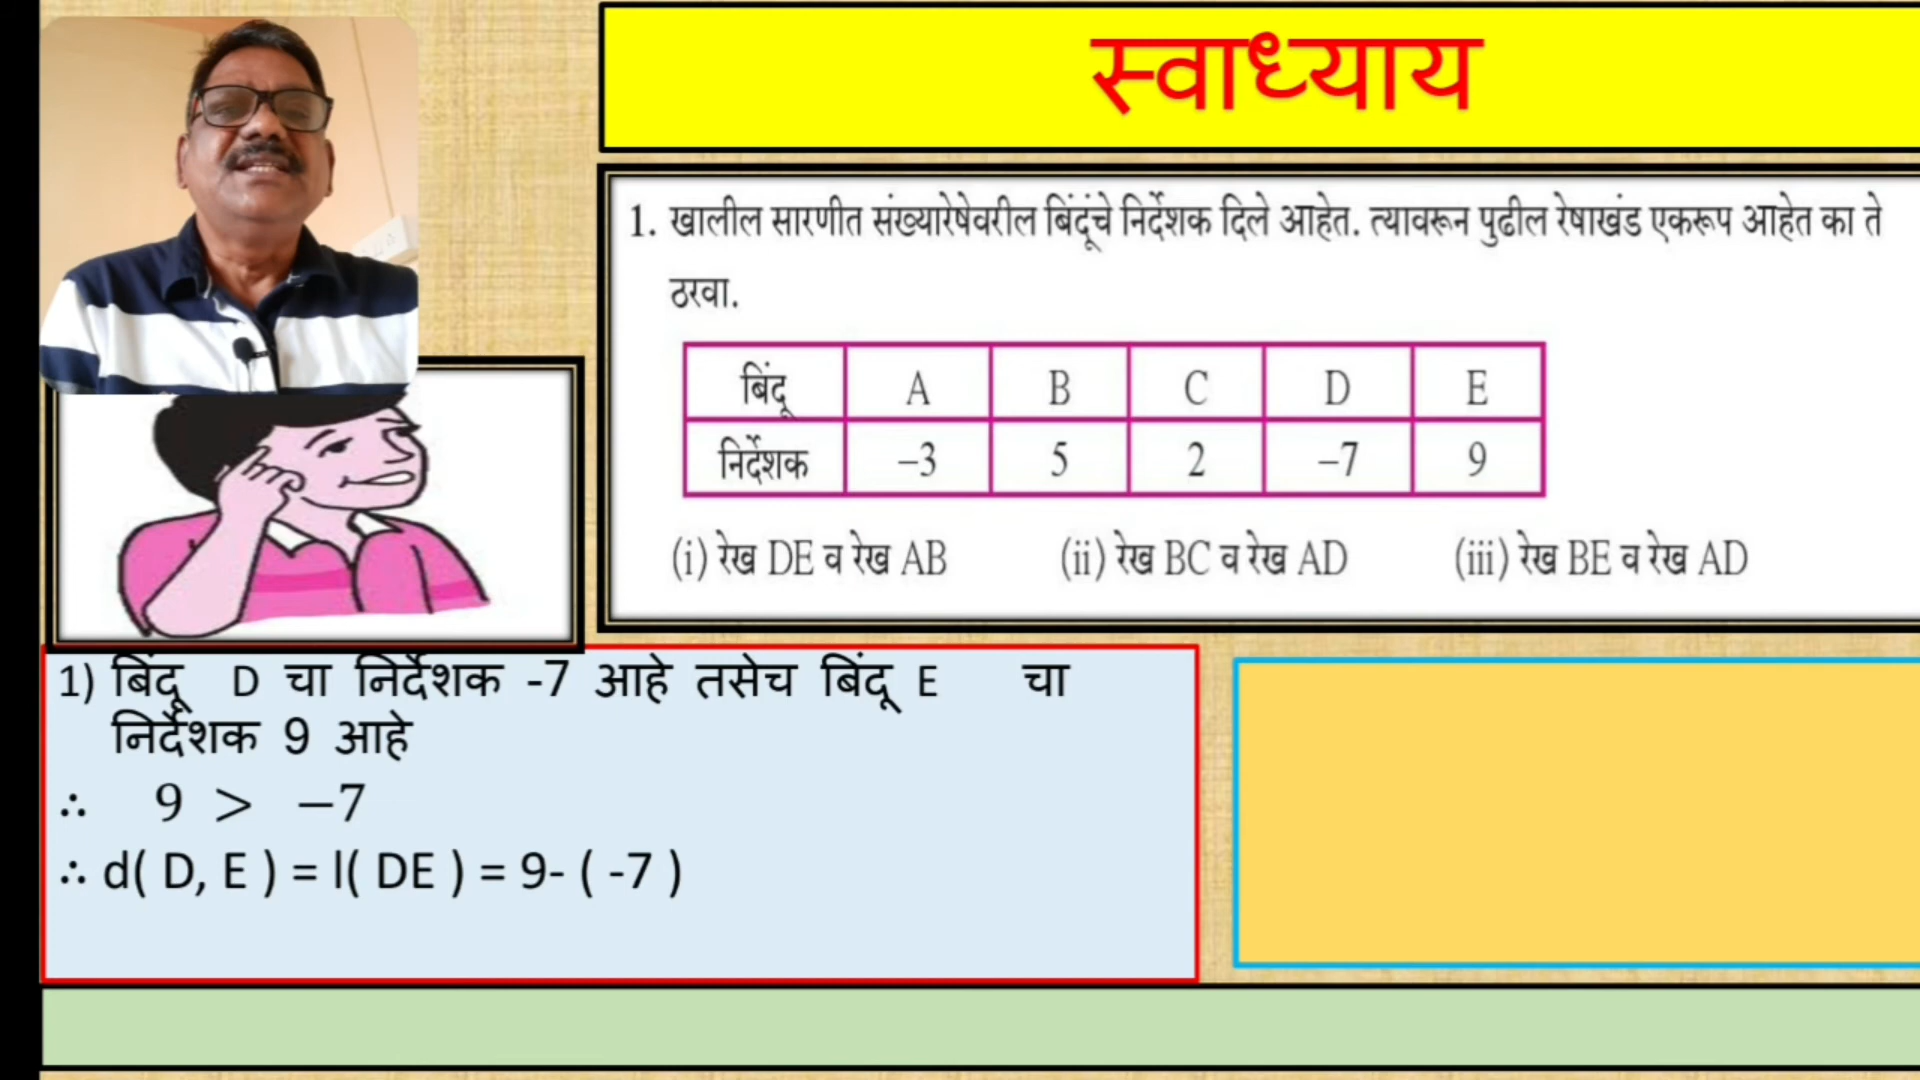 स्वाध्याय
1. खालील सारणीत संख्यारेषेवरील बिंदूंचे निर्देशक दिले आहेत. त्यावरून पुढील रेषाखंड एकरूप आहेत का ते
ठरवा.
बिंदू A B C D E
निर्देशक –3 5 2 –7 9
(i) रेख DE व रेख AB (ii) रेख BC व रेख AD (iii) रेख BE व रेख AD
1) बिंदू D चा निर्देशक -7 आहे तसेच बिंदू E चा
निर्देशक 9 आहे
∴ 9 > −7
∴ d( D, E ) = l( DE ) = 9- ( -7 )